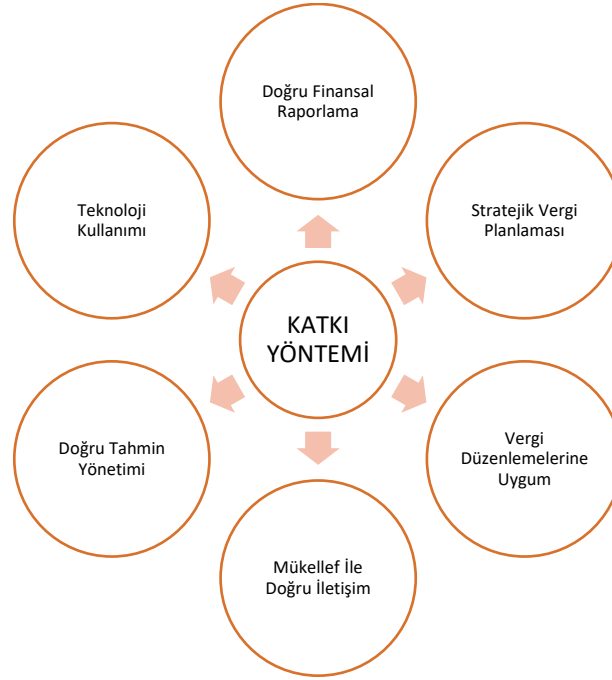 Doğru Finansal
Raporlama
Teknoloji
Kullanımı
Stratejik Vergi
Planlaması
KATKI
YÖNTEMİ
Doğru Tahmin
Yönetimi
Vergi
Düzenlemelerine
Uygum
Mükellef İle
Doğru İletişim